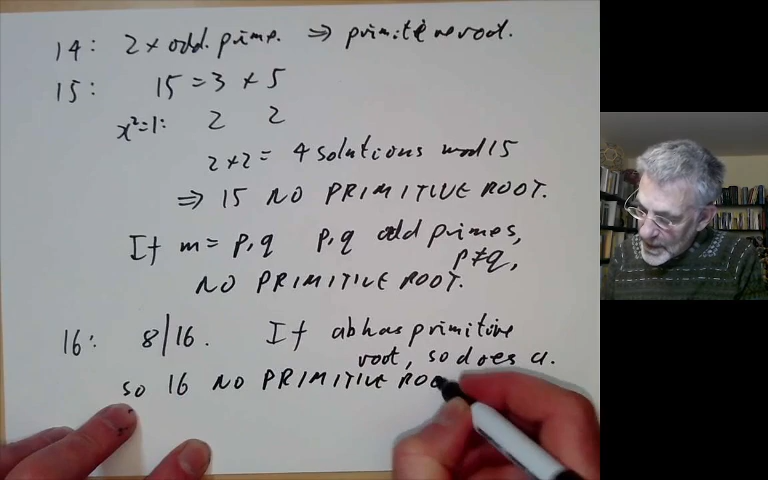 14: 2 × odd prime. ⇒ primitive root.
15: 15 = 3 × 5
x²=1: 2 2
2×2 = 4 solutions mod 15
⇒ 15 NO PRIMITIVE ROOT.
If m = p,q p,q odd primes,
p≠q,
NO PRIMITIVE ROOT.
16: 8/16. If ab has primitive
root, so does a.
so 16 NO PRIMITIVE ROO